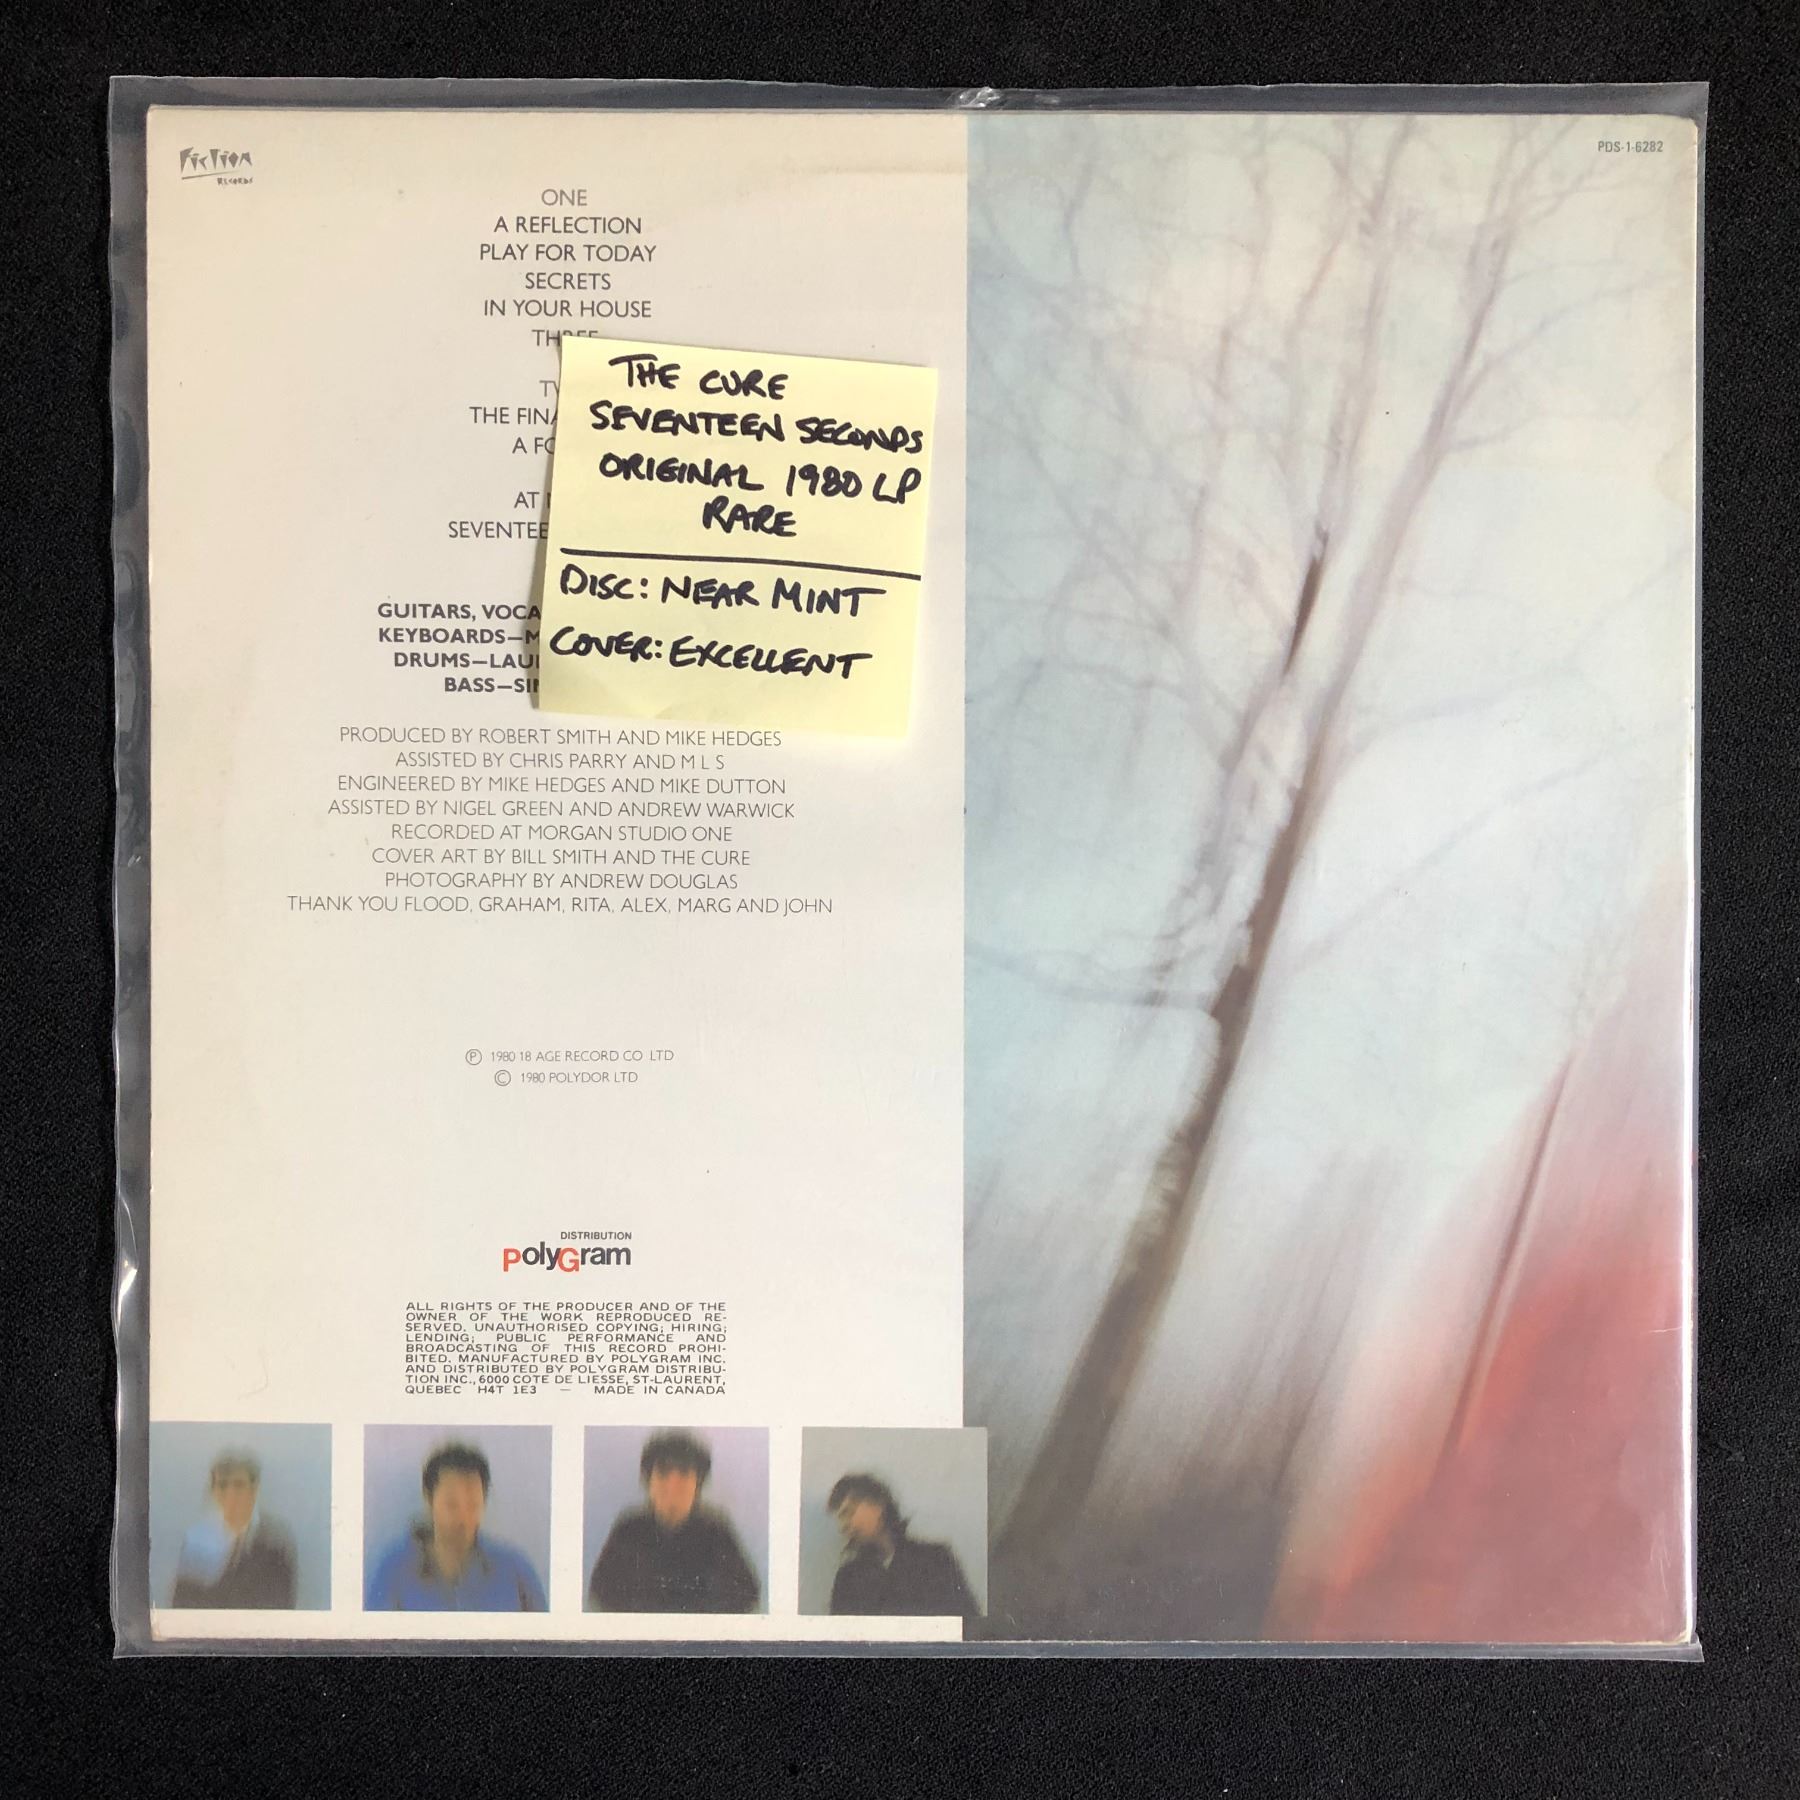 Fiction
Records
PDS-1-6282
ONE
A REFLECTION
PLAY FOR TODAY
SECRETS
IN YOUR HOUSE
THREE
THE
A
AT
THE CURE
SEVENTEEN SECONDS
ORIGINAL 1980 LP
RARE
DISC: NEAR MINT
COVER: EXCELLENT
GUITARS,
KEYBOARDS—
DRUMS—
BASS—
PRODUCED BY ROBERT SMITH AND MIKE HEDGES
ASSISTED BY CHRIS PARRY AND M L S
ENGINEERED BY MIKE HEDGES AND MIKE DUTTON
ASSISTED BY NIGEL GREEN AND ANDREW WARWICK
RECORDED AT MORGAN STUDIO ONE
COVER ART BY BILL SMITH AND THE CURE
PHOTOGRAPHY BY ANDREW DOUGLAS
THANK YOU FLOOD, GRAHAM, RITA, ALEX, MARG AND JOHN
℗ 1980 18 AGE RECORD CO LTD
© 1980 POLYDOR LTD
DISTRIBUTION
PolyGram
ALL RIGHTS OF THE PRODUCER AND OF THE
OWNER OF THE WORK REPRODUCED RE-
SERVED. UNAUTHORISED COPYING; HIRING;
LENDING; PUBLIC PERFORMANCE AND
BROADCASTING OF THIS RECORD PROHI-
BITED. MANUFACTURED BY POLYGRAM INC.
AND DISTRIBUTED BY POLYGRAM DISTRIBU-
TION INC., 6000 COTE DE LIESSE, ST-LAURENT,
QUEBEC H4T 1E3 — MADE IN CANADA